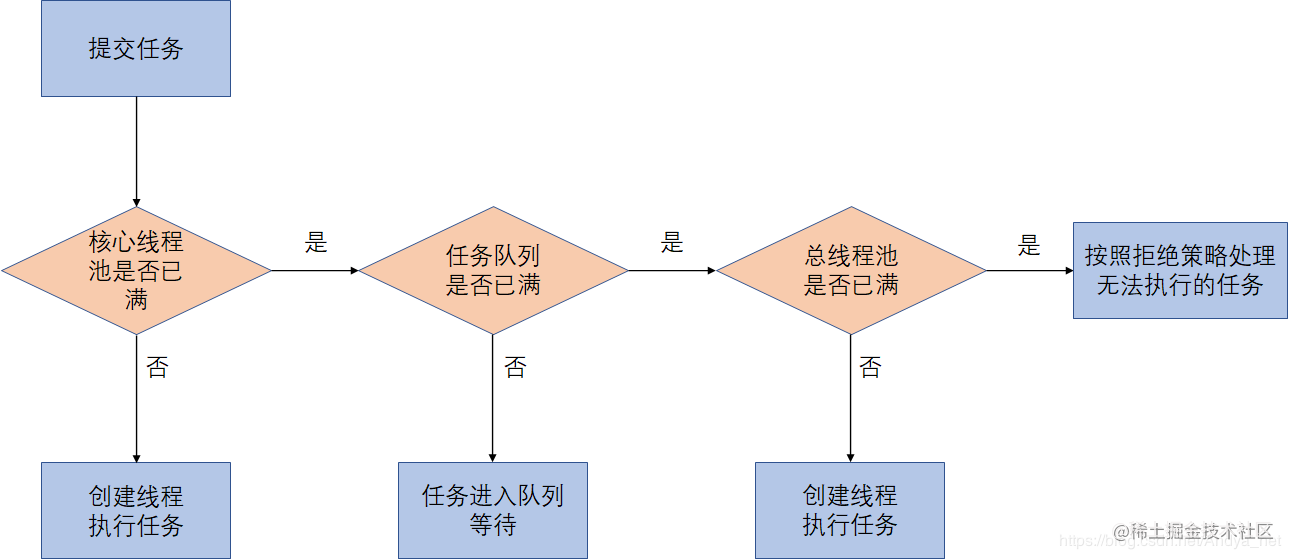 提交任务
核心线程
池是否已
满
是
任务队列
是否已满
是
总线程池
是否已满
是
按照拒绝策略处理
无法执行的任务
否
否
否
创建线程
执行任务
任务进入队列
等待
创建线程
执行任务
@稀土掘金技术社区
https://blog.csdn.net/Andya_net